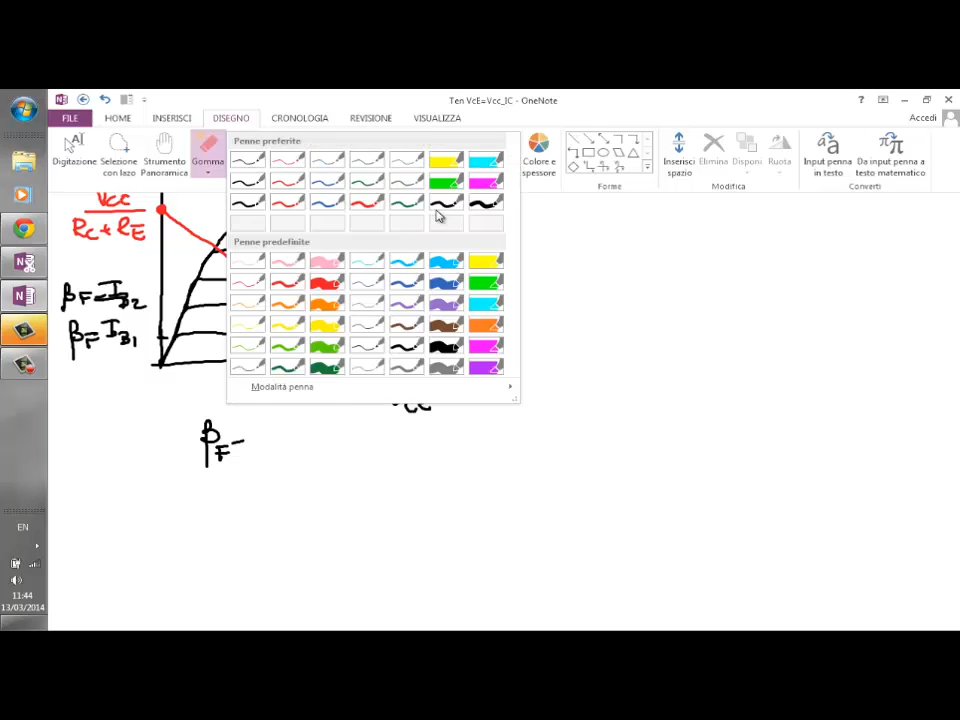 Ten VcE=Vcc_IC - OneNote
?
FILE
HOME
INSERISCI
DISEGNO
CRONOLOGIA
REVISIONE
VISUALIZZA
Accedi
Digitazione
Selezione con lazo
Strumento Panoramica
Gomma
Penne preferite
Colore e spessore
Forme
Inserisci spazio
Elimina
Disponi
Ruota
Modifica
Input penna in testo
Da input penna a testo matematico
Converti
Penne predefinite
Modalità penna
VCC
RC + RE
βF = IB2
βF = IB1
βF -
EN
11:44
13/03/2014